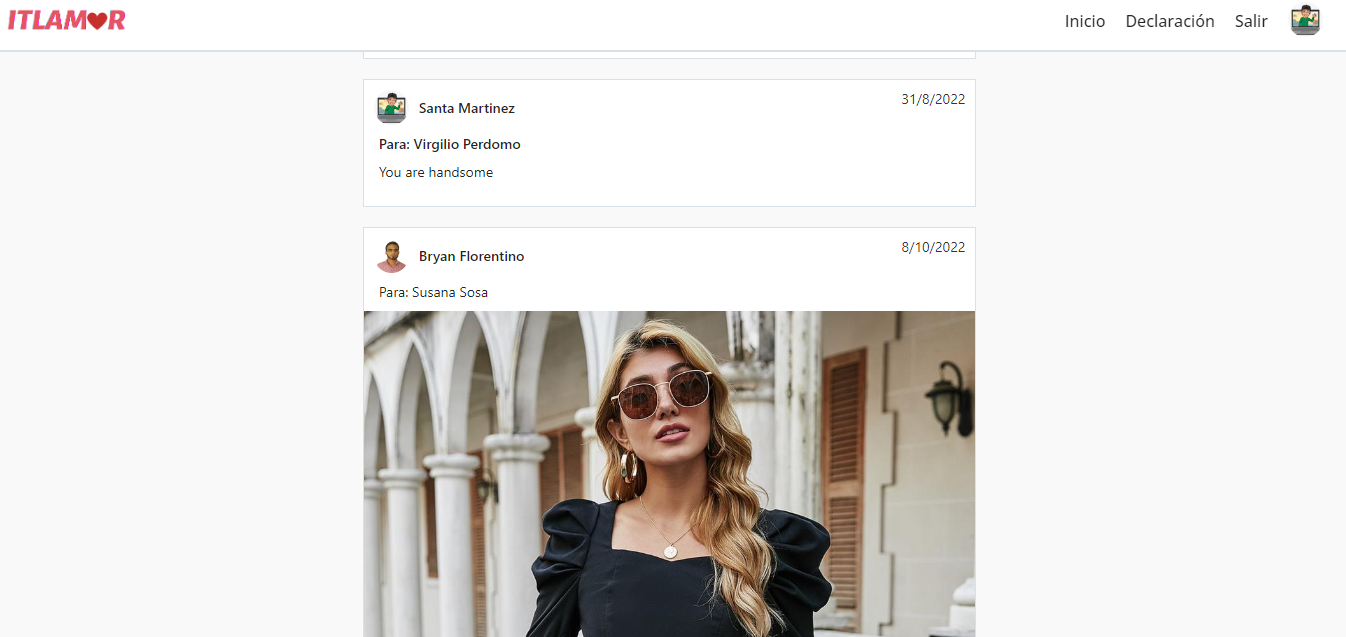 ITLAM❤R
Inicio Declaración Salir
Santa Martinez 31/8/2022
Para: Virgilio Perdomo
You are handsome
Bryan Florentino 8/10/2022
Para: Susana Sosa